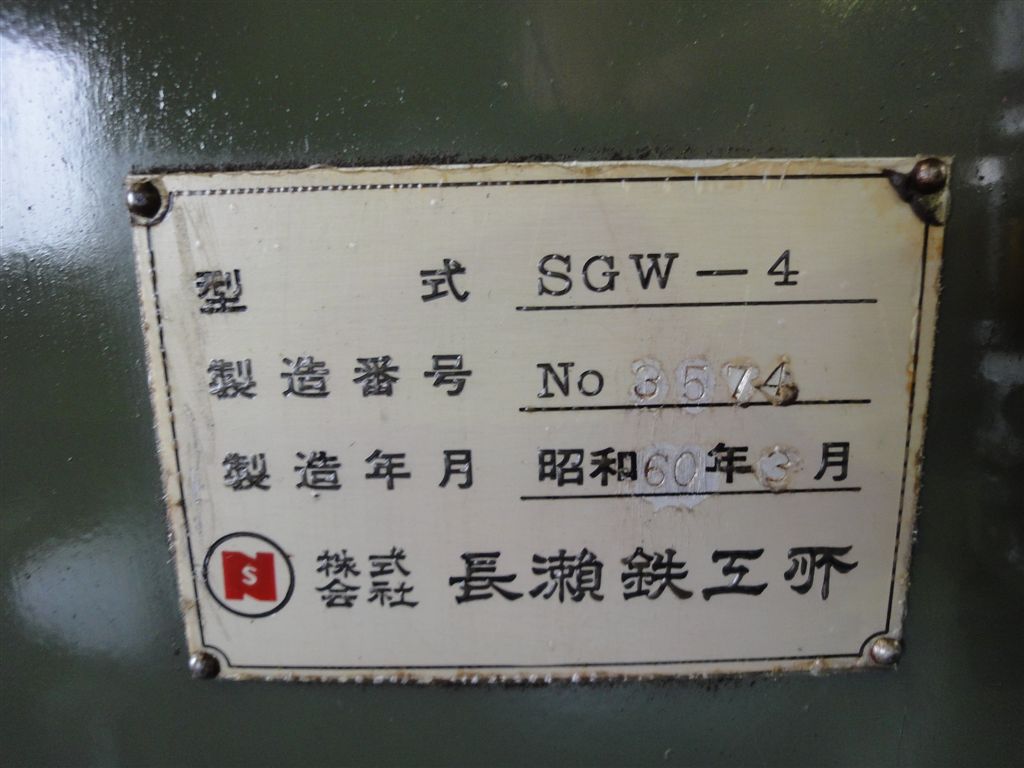 型式 SGW-4
製造番号 No 3574
製造年月 昭和60年3月
S 株式会社 長瀬鉄工所